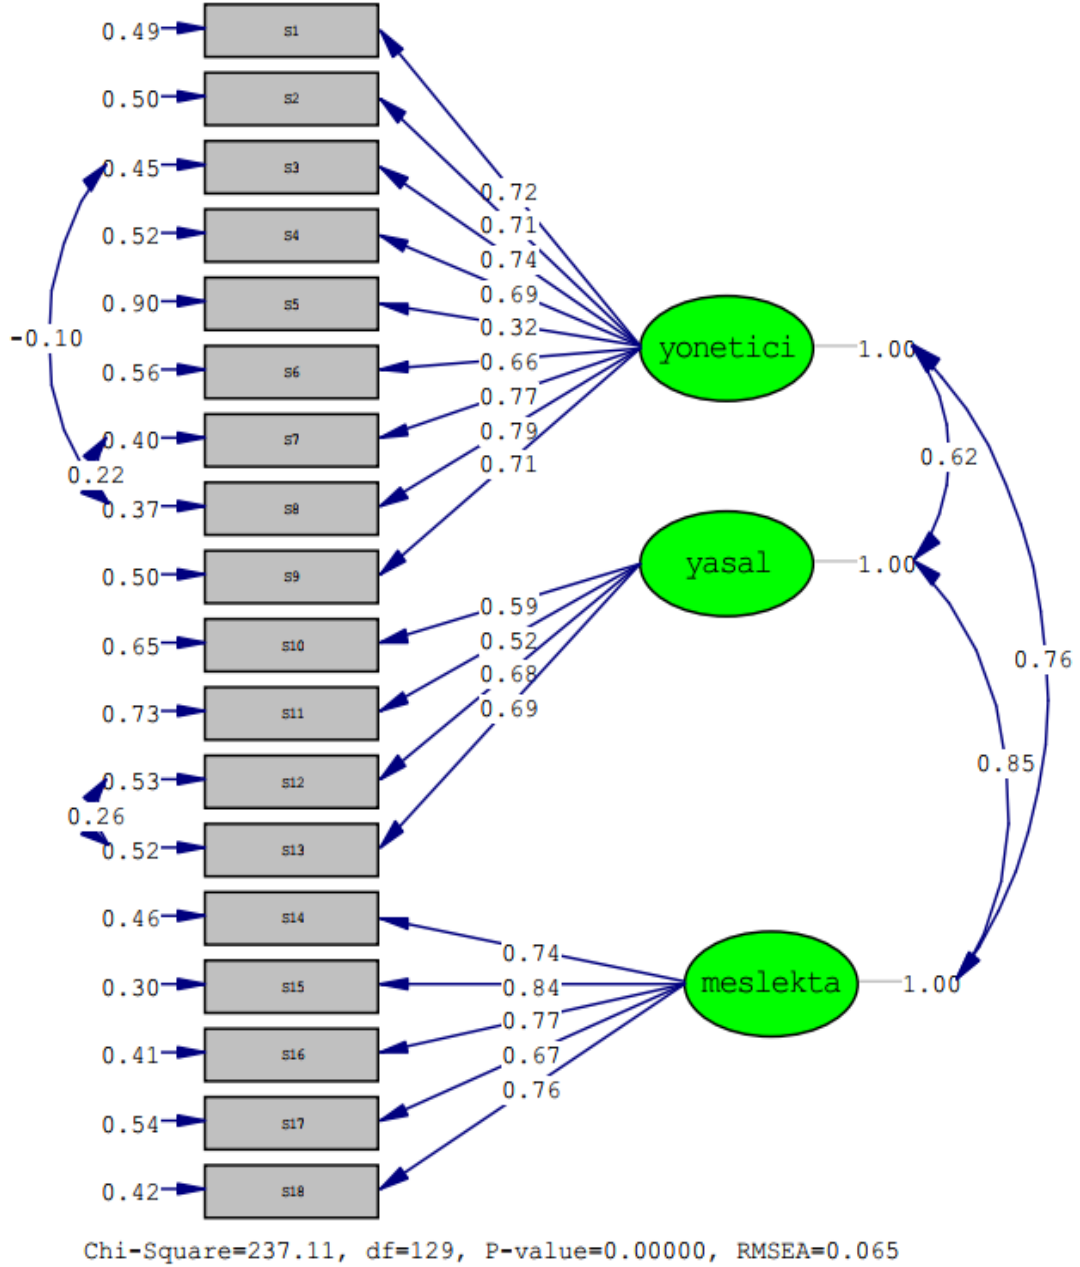 0.49 s1
0.50 s2
0.45 s3
0.52 s4
0.90 s5
0.56 s6
0.40 s7
0.37 s8
0.50 s9
0.65 s10
0.73 s11
0.53 s12
0.52 s13
0.46 s14
0.30 s15
0.41 s16
0.54 s17
0.42 s18
-0.10
0.22
0.26
0.72
0.71
0.74
0.69
0.32
0.66
0.77
0.79
0.71
0.59
0.52
0.68
0.69
0.74
0.84
0.77
0.67
0.76
yonetici 1.00
yasal 1.00
meslekta 1.00
0.62
0.76
0.85
Chi-Square=237.11, df=129, P-value=0.00000, RMSEA=0.065